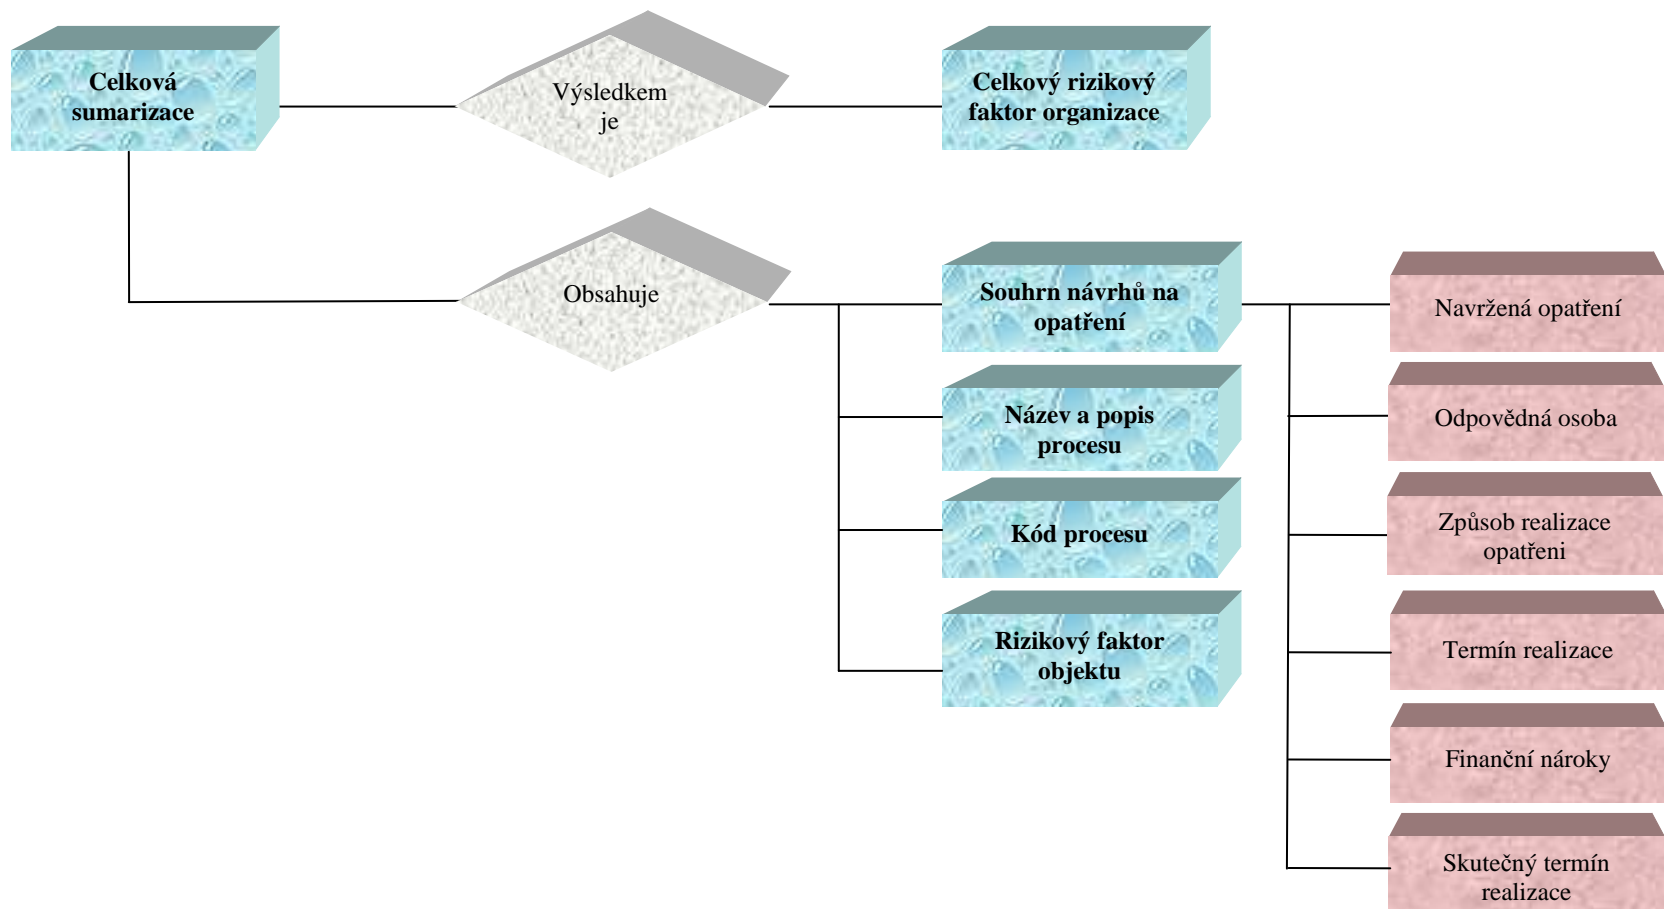 Celková
sumarizace
Výsledkem
je
Celkový rizikový
faktor organizace
Obsahuje
Souhrn návrhů na
opatření
Název a popis
procesu
Kód procesu
Rizikový faktor
objektu
Navržená opatření
Odpovědná osoba
Způsob realizace
opatřeni
Termín realizace
Finanční nároky
Skutečný termín
realizace